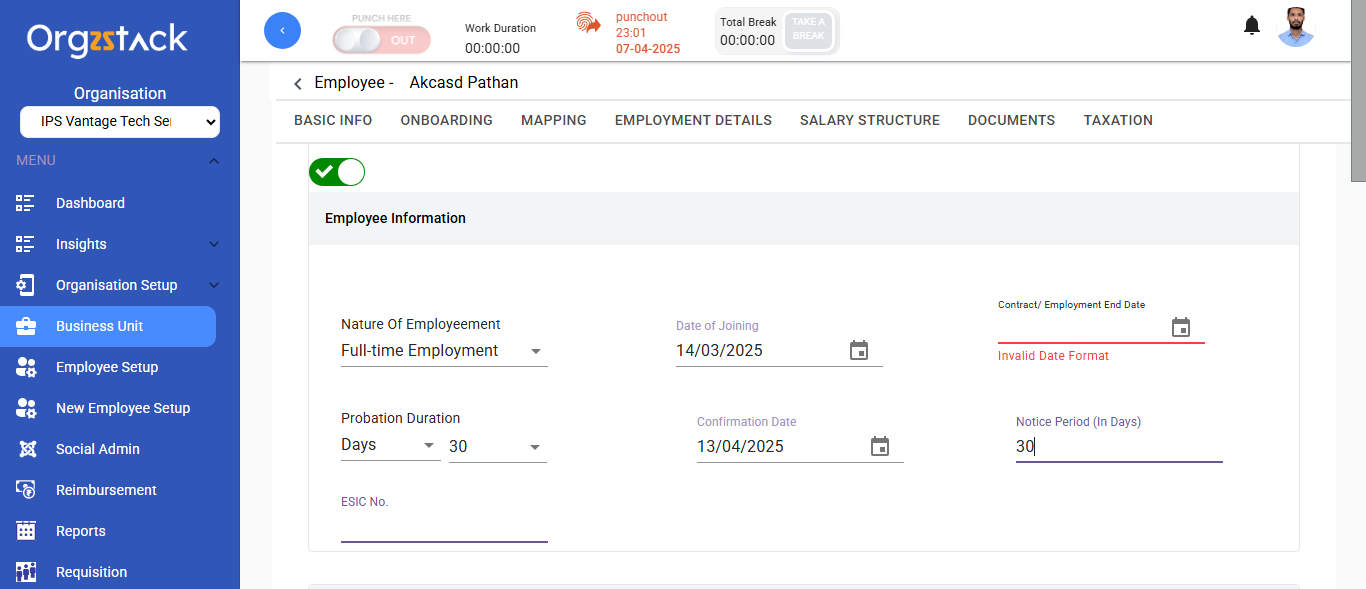 Orgzstack
Organisation
IPS Vantage Tech Ser
MENU
Dashboard
Insights
Organisation Setup
Business Unit
Employee Setup
New Employee Setup
Social Admin
Reimbursement
Reports
Requisition
PUNCH HERE
OUT
Work Duration
00:00:00
punchout
23:01
07-04-2025
Total Break
00:00:00
TAKE A
BREAK
Employee - Akcasd Pathan
BASIC INFO ONBOARDING MAPPING EMPLOYMENT DETAILS SALARY STRUCTURE DOCUMENTS TAXATION
Employee Information
Nature Of Employeement
Full-time Employment
Date of Joining
14/03/2025
Contract/ Employment End Date
Invalid Date Format
Probation Duration
Days 30
Confirmation Date
13/04/2025
Notice Period (In Days)
30
ESIC No.